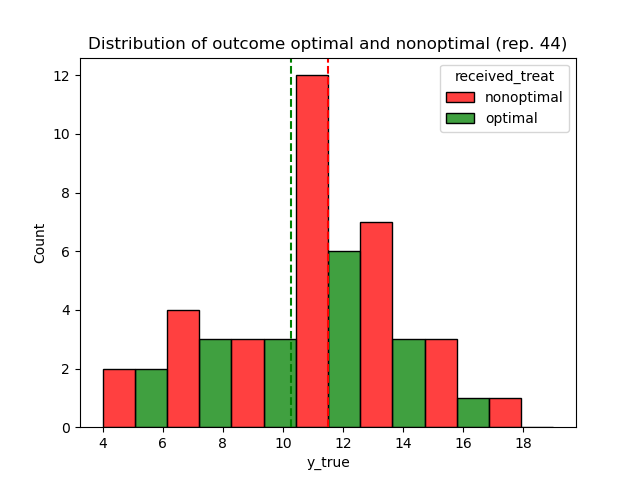 Distribution of outcome optimal and nonoptimal (rep. 44)
received_treat
nonoptimal
optimal
12
10
8
6
4
2
0
Count
4 6 8 10 12 14 16 18
y_true